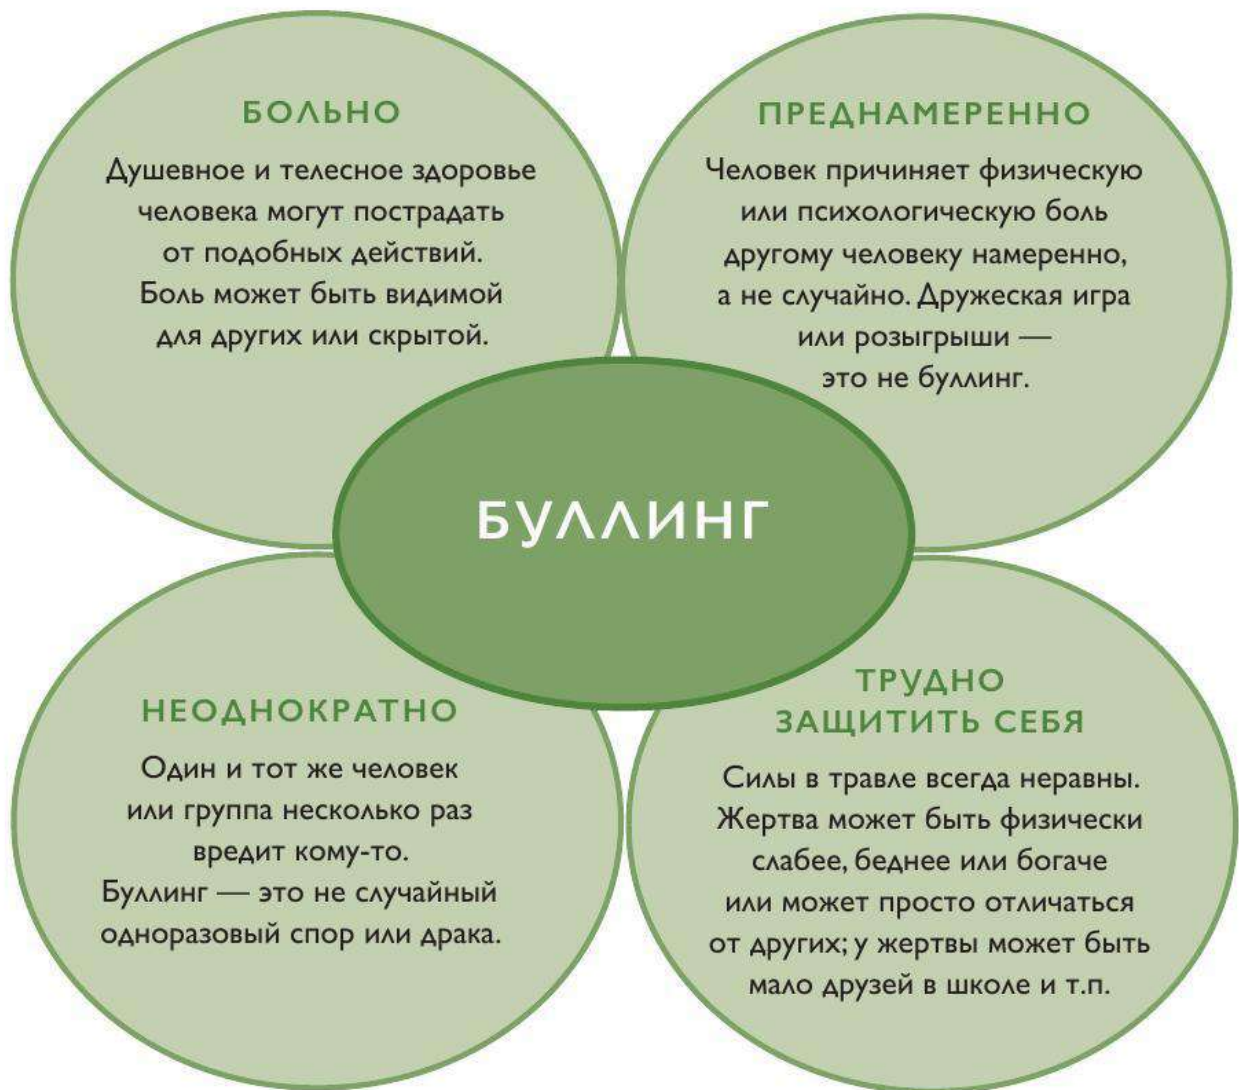 БОЛЬНО
Душевное и телесное здоровье
человека могут пострадать
от подобных действий.
Боль может быть видимой
для других или скрытой.
ПРЕДНАМЕРЕННО
Человек причиняет физическую
или психологическую боль
другому человеку намеренно,
а не случайно. Дружеская игра
или розыгрыши —
это не буллинг.
БУЛЛИНГ
НЕОДНОКРАТНО
Один и тот же человек
или группа несколько раз
вредит кому-то.
Буллинг — это не случайный
одноразовый спор или драка.
ТРУДНО
ЗАЩИТИТЬ СЕБЯ
Силы в травле всегда неравны.
Жертва может быть физически
слабее, беднее или богаче
или может просто отличаться
от других; у жертвы может быть
мало друзей в школе и т.п.